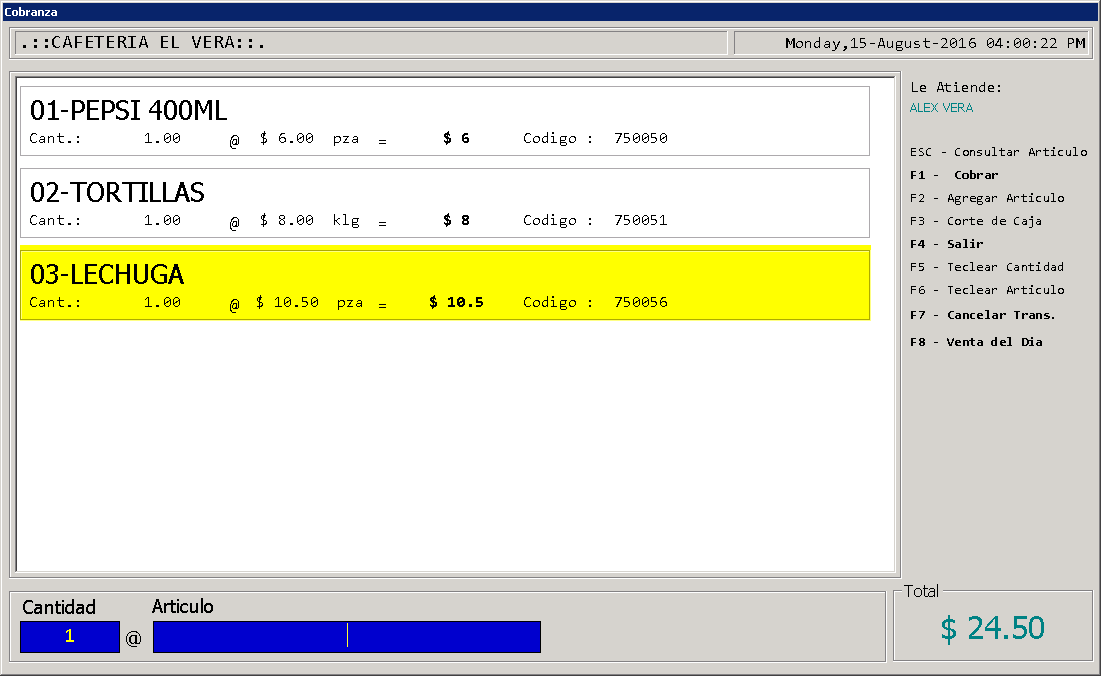 Cobranza
.::CAFETERIA EL VERA::.
Monday,15-August-2016 04:00:22 PM
01-PEPSI 400ML
Cant.: 1.00 @ $ 6.00 pza = $ 6 Codigo : 750050
02-TORTILLAS
Cant.: 1.00 @ $ 8.00 klg = $ 8 Codigo : 750051
03-LECHUGA
Cant.: 1.00 @ $ 10.50 pza = $ 10.5 Codigo : 750056
Le Atiende:
ALEX VERA
ESC - Consultar Articulo
F1 - Cobrar
F2 - Agregar Articulo
F3 - Corte de Caja
F4 - Salir
F5 - Teclear Cantidad
F6 - Teclear Articulo
F7 - Cancelar Trans.
F8 - Venta del Dia
Cantidad Articulo
1 @
Total
$ 24.50